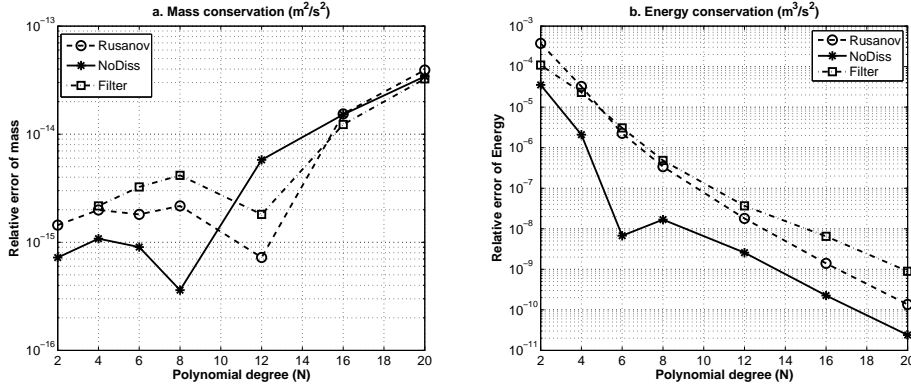 a. Mass conservation (m²/s²)
10⁻¹³
10⁻¹⁴
10⁻¹⁵
10⁻¹⁶
Relative error of mass
Rusanov
NoDiss
Filter
2 4 6 8 10 12 14 16 18 20
Polynomial degree (N)
b. Energy conservation (m³/s²)
10⁻³
10⁻⁴
10⁻⁵
10⁻⁶
10⁻⁷
10⁻⁸
10⁻⁹
10⁻¹⁰
10⁻¹¹
Relative error of Energy
Rusanov
NoDiss
Filter
2 4 6 8 10 12 14 16 18 20
Polynomial degree (N)